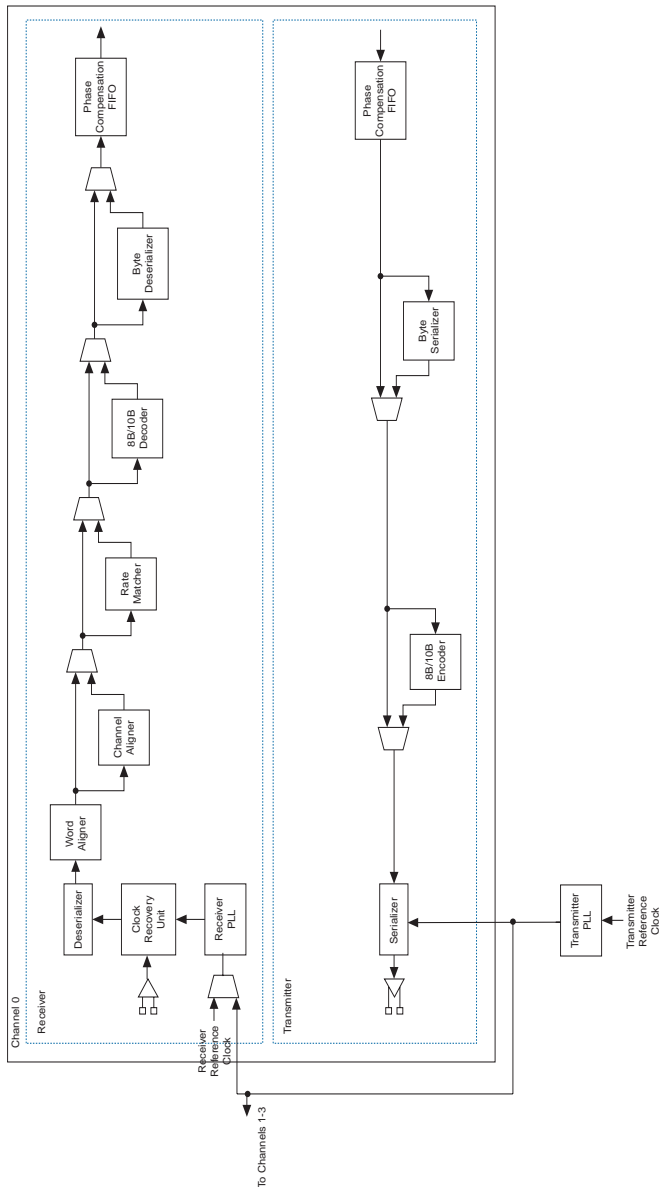 Channel 0
Receiver
Deserializer
Word
Aligner
Channel
Aligner
Rate
Matcher
8B/10B
Decoder
Byte
Deserializer
Phase
Compensation
FIFO
Clock
Recovery
Unit
Receiver
PLL
Receiver
Reference
Clock
Transmitter
Serializer
8B/10B
Encoder
Byte
Serializer
Phase
Compensation
FIFO
To Channels 1-3
Transmitter
PLL
Transmitter
Reference
Clock